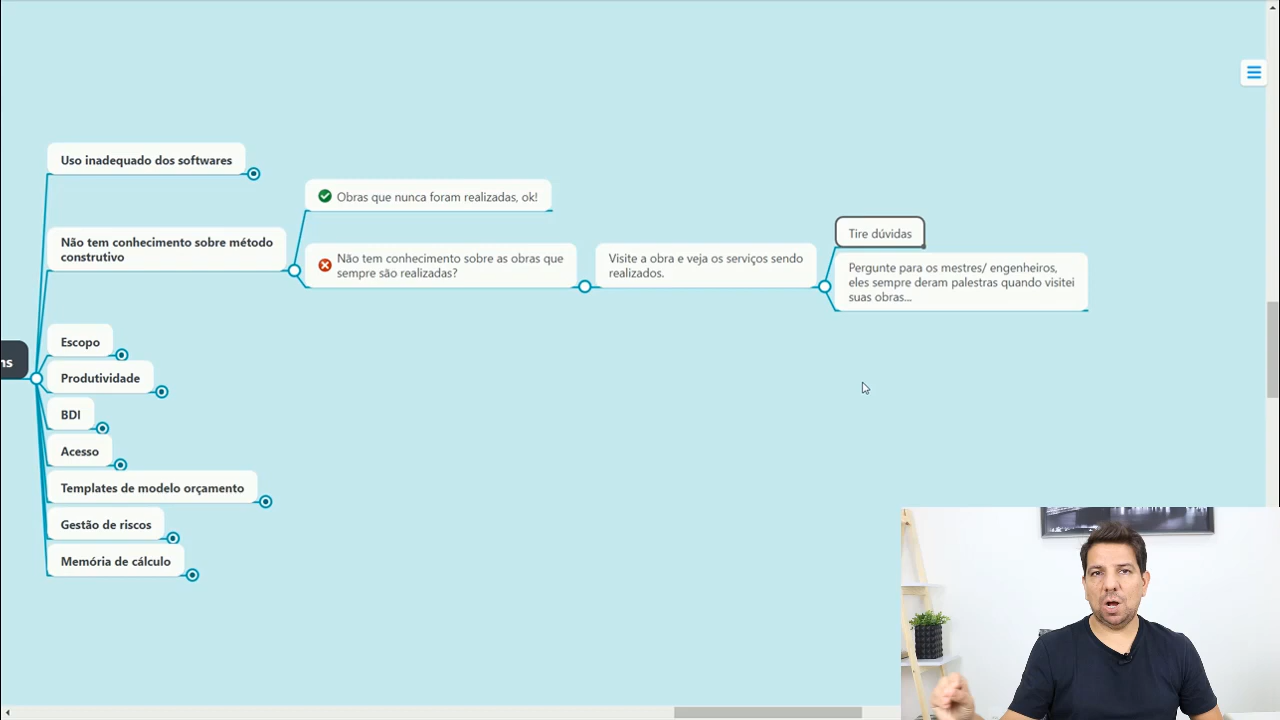 Uso inadequado dos softwares
Obras que nunca foram realizadas, ok!
Não tem conhecimento sobre método
construtivo
Não tem conhecimento sobre as obras que
sempre são realizadas?
Visite a obra e veja os serviços sendo
realizados.
Tire dúvidas
Pergunte para os mestres/ engenheiros,
eles sempre deram palestras quando visitei
suas obras...
ns
Escopo
Produtividade
BDI
Acesso
Templates de modelo orçamento
Gestão de riscos
Memória de cálculo